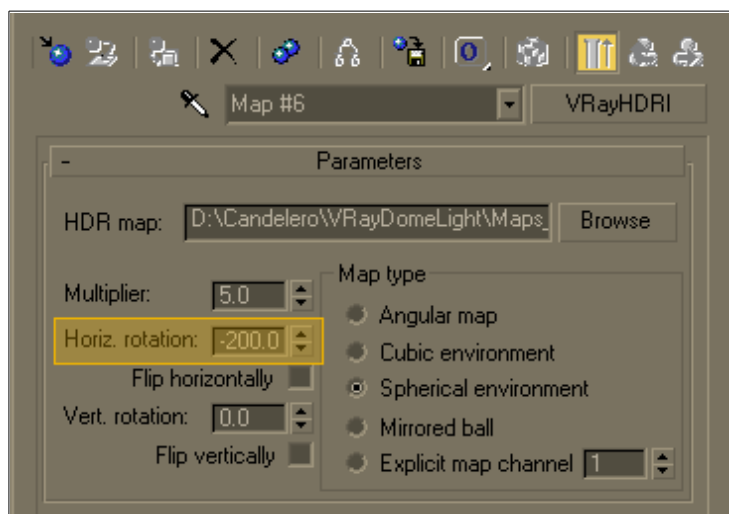 Map #6
VRayHDRI
-
Parameters
HDR map:
D:\Candelero\VRayDomeLight\Maps_
Browse
Multiplier:
5.0
Horiz. rotation:
-200.0
Flip horizontally
Vert. rotation:
0.0
Flip vertically
Map type
Angular map
Cubic environment
Spherical environment
Mirrored ball
Explicit map channel
1